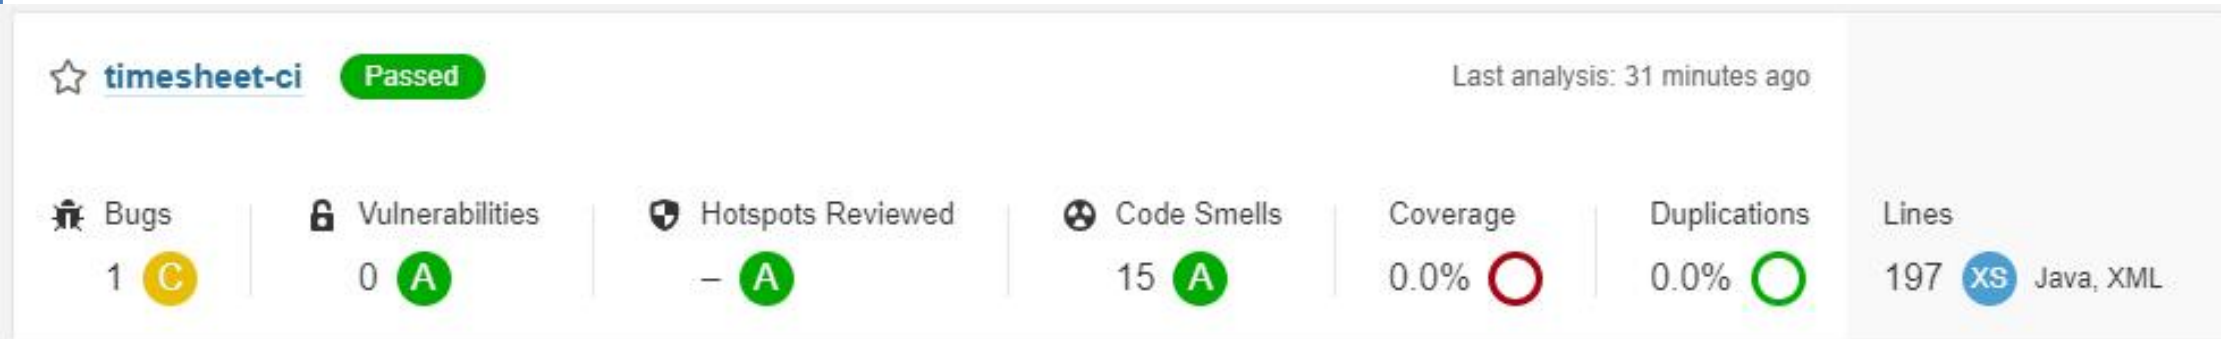 timesheet-ci Passed Last analysis: 31 minutes ago
Bugs Vulnerabilities Hotspots Reviewed Code Smells Coverage Duplications Lines
1 C 0 A – A 15 A 0.0% 0.0% 197 XS Java, XML